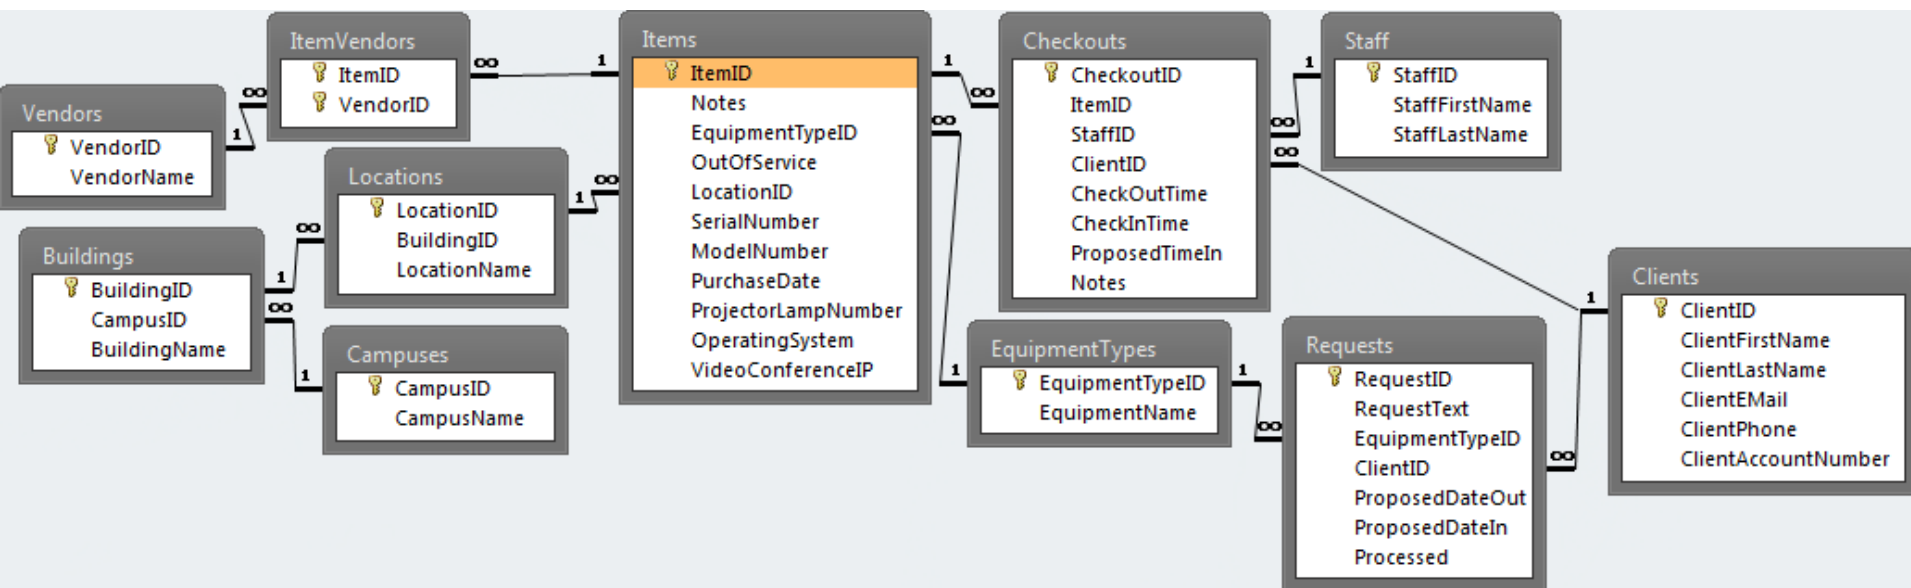 Vendors
VendorID
VendorName
ItemVendors
ItemID
VendorID
Buildings
BuildingID
CampusID
BuildingName
Locations
LocationID
BuildingID
LocationName
Campuses
CampusID
CampusName
Items
ItemID
Notes
EquipmentTypeID
OutOfService
LocationID
SerialNumber
ModelNumber
PurchaseDate
ProjectorLampNumber
OperatingSystem
VideoConferenceIP
Checkouts
CheckoutID
ItemID
StaffID
ClientID
CheckOutTime
CheckInTime
ProposedTimeIn
Notes
EquipmentTypes
EquipmentTypeID
EquipmentName
Staff
StaffID
StaffFirstName
StaffLastName
Requests
RequestID
RequestText
EquipmentTypeID
ClientID
ProposedDateOut
ProposedDateIn
Processed
Clients
ClientID
ClientFirstName
ClientLastName
ClientEMail
ClientPhone
ClientAccountNumber
1
∞
∞
1
1
∞
∞
1
1
∞
1
∞
∞
1
1
∞
1
∞
∞
1
∞